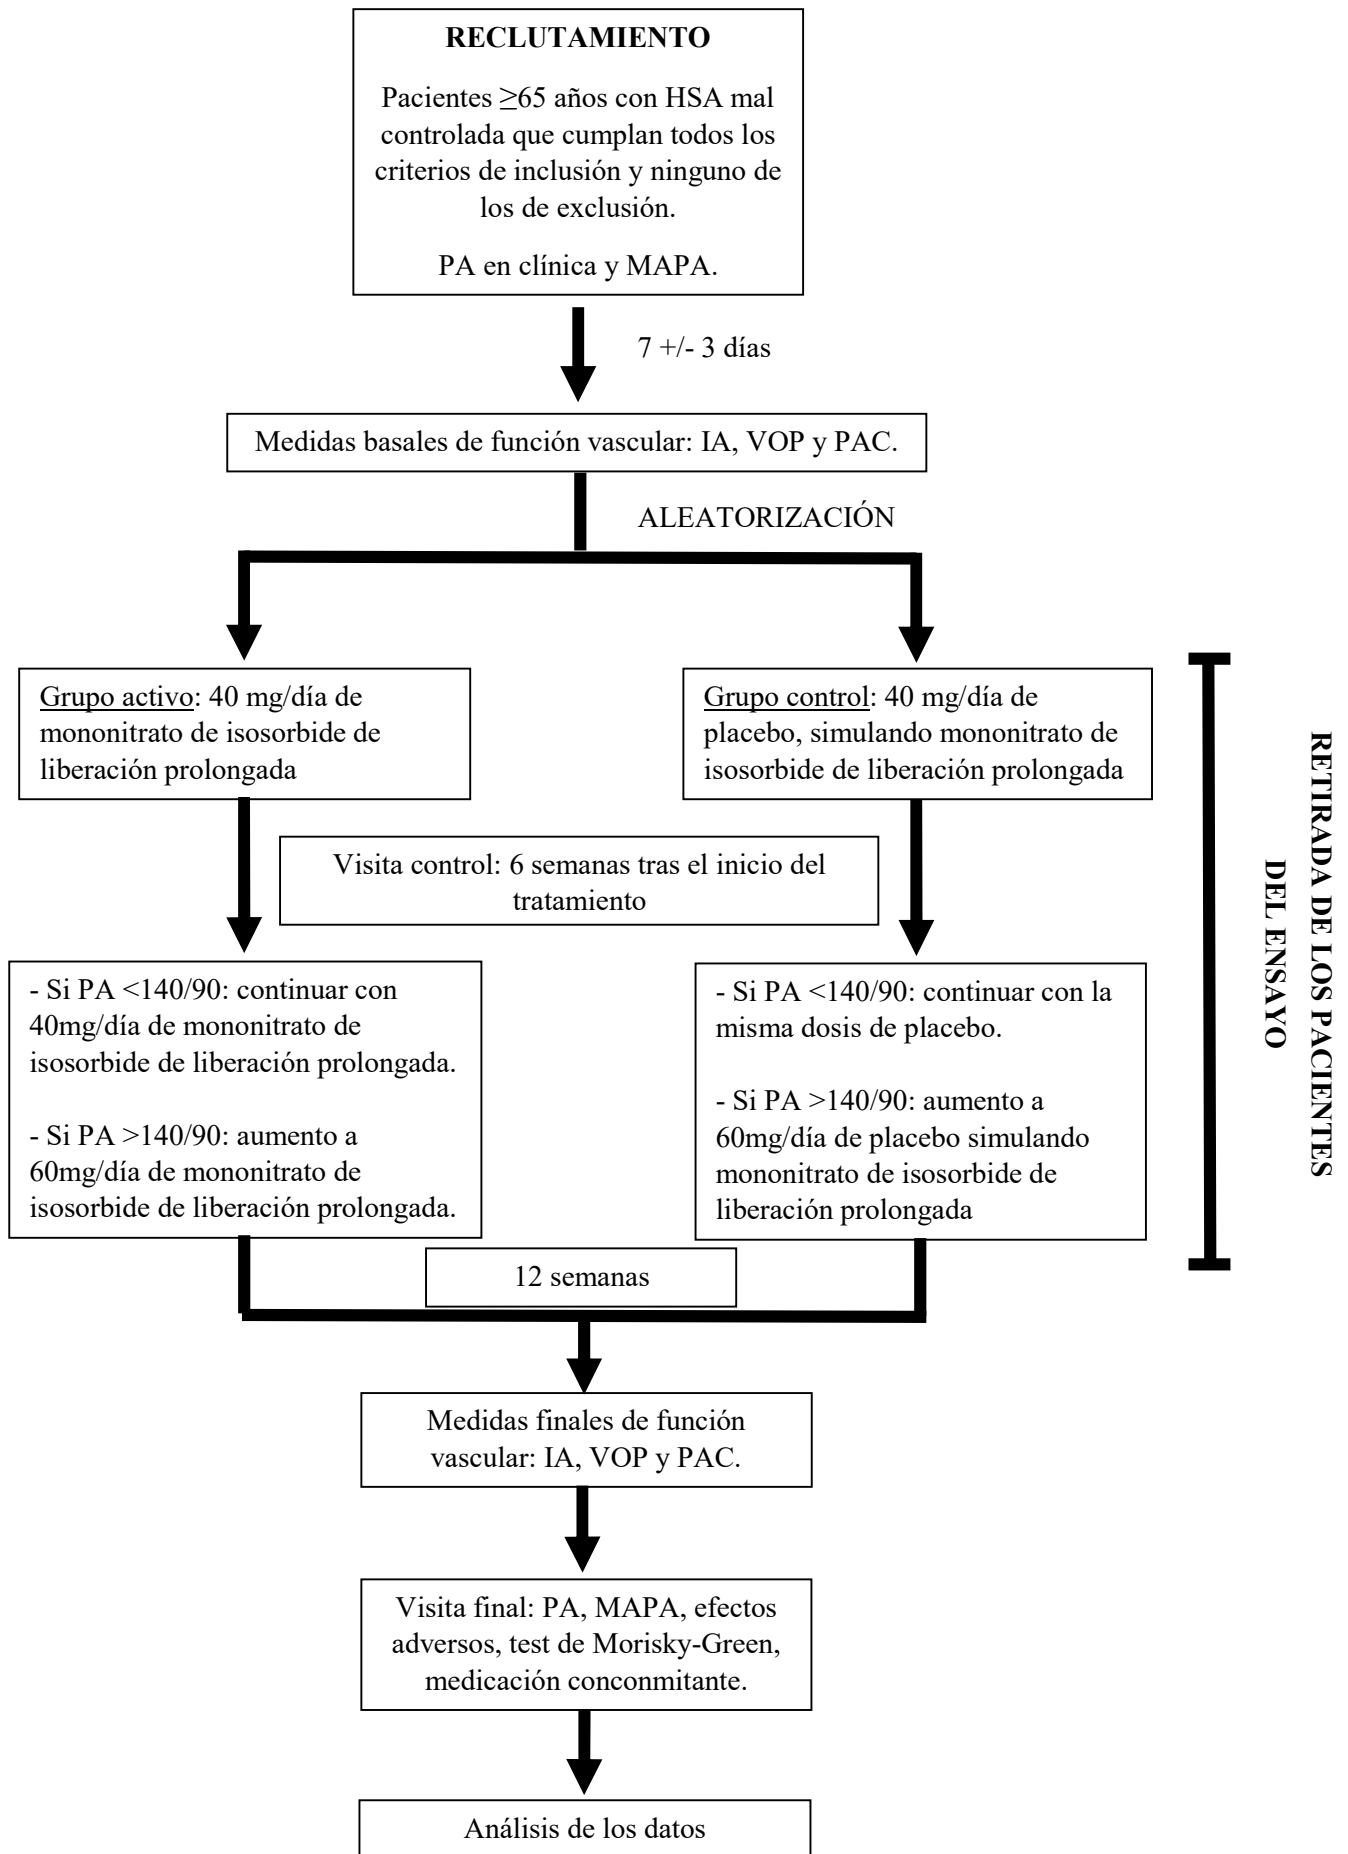 RECLUTAMIENTO
Pacientes ≥65 años con HSA mal
controlada que cumplan todos los
criterios de inclusión y ninguno de
los de exclusión.
PA en clínica y MAPA.
7 +/- 3 días
Medidas basales de función vascular: IA, VOP y PAC.
ALEATORIZACIÓN
Grupo activo: 40 mg/día de
mononitrato de isosorbide de
liberación prolongada
Grupo control: 40 mg/día de
placebo, simulando mononitrato de
isosorbide de liberación prolongada
Visita control: 6 semanas tras el inicio del
tratamiento
- Si PA <140/90: continuar con
40mg/día de mononitrato de
isosorbide de liberación prolongada.
- Si PA >140/90: aumento a
60mg/día de mononitrato de
isosorbide de liberación prolongada.
- Si PA <140/90: continuar con la
misma dosis de placebo.
- Si PA >140/90: aumento a
60mg/día de placebo simulando
mononitrato de isosorbide de
liberación prolongada
RETIRADA DE LOS PACIENTES
DEL ENSAYO
12 semanas
Medidas finales de función
vascular: IA, VOP y PAC.
Visita final: PA, MAPA, efectos
adversos, test de Morisky-Green,
medicación conconmitante.
Análisis de los datos